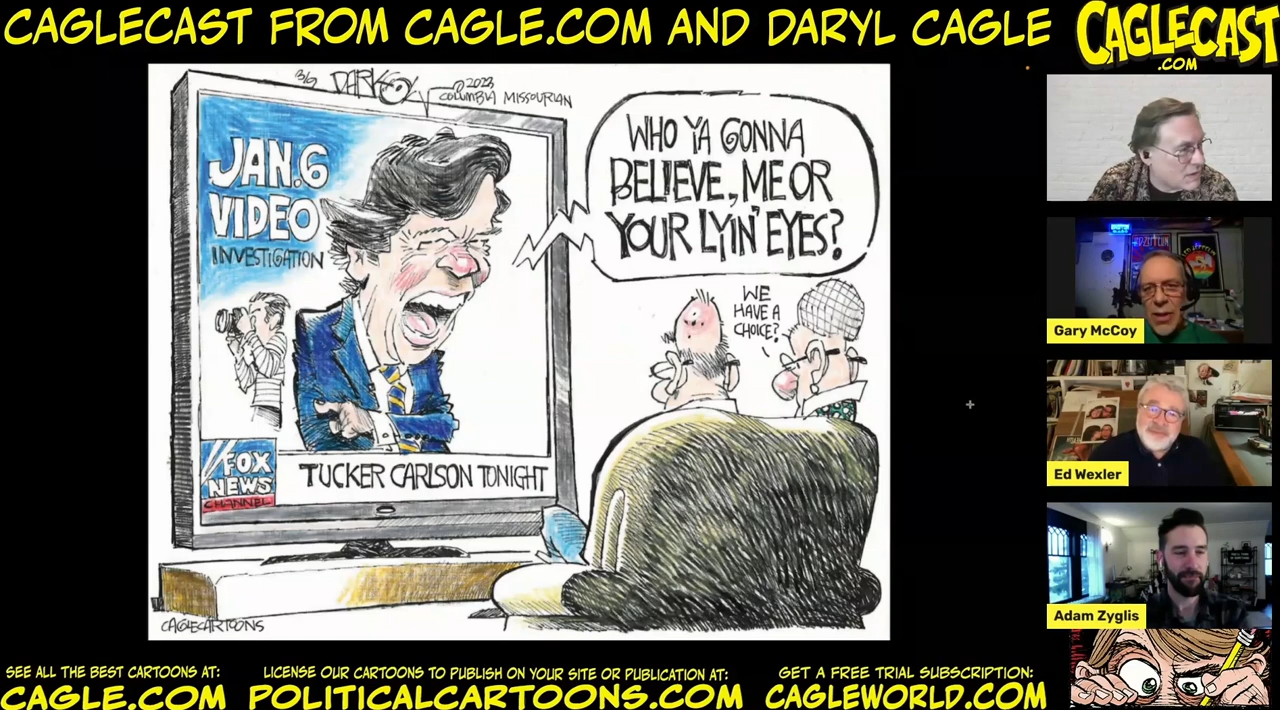 CAGLECAST FROM CAGLE.COM AND DARYL CAGLE
CAGLECAST
.COM
3/9 DARKOW
©2023
COLUMBIA MISSOURIAN
JAN.6
VIDEO
INVESTIGATION
WHO YA GONNA
BELIEVE, ME OR
YOUR LYIN' EYES?
WE
HAVE A
CHOICE?
FOX
NEWS
CHANNEL
TUCKER CARLSON TONIGHT
CAGLECARTOONS
Gary McCoy
Ed Wexler
Adam Zyglis
SEE ALL THE BEST CARTOONS AT:
CAGLE.COM
LICENSE OUR CARTOONS TO PUBLISH ON YOUR SITE OR PUBLICATION AT:
POLITICALCARTOONS.COM
GET A FREE TRIAL SUBSCRIPTION:
CAGLEWORLD.COM